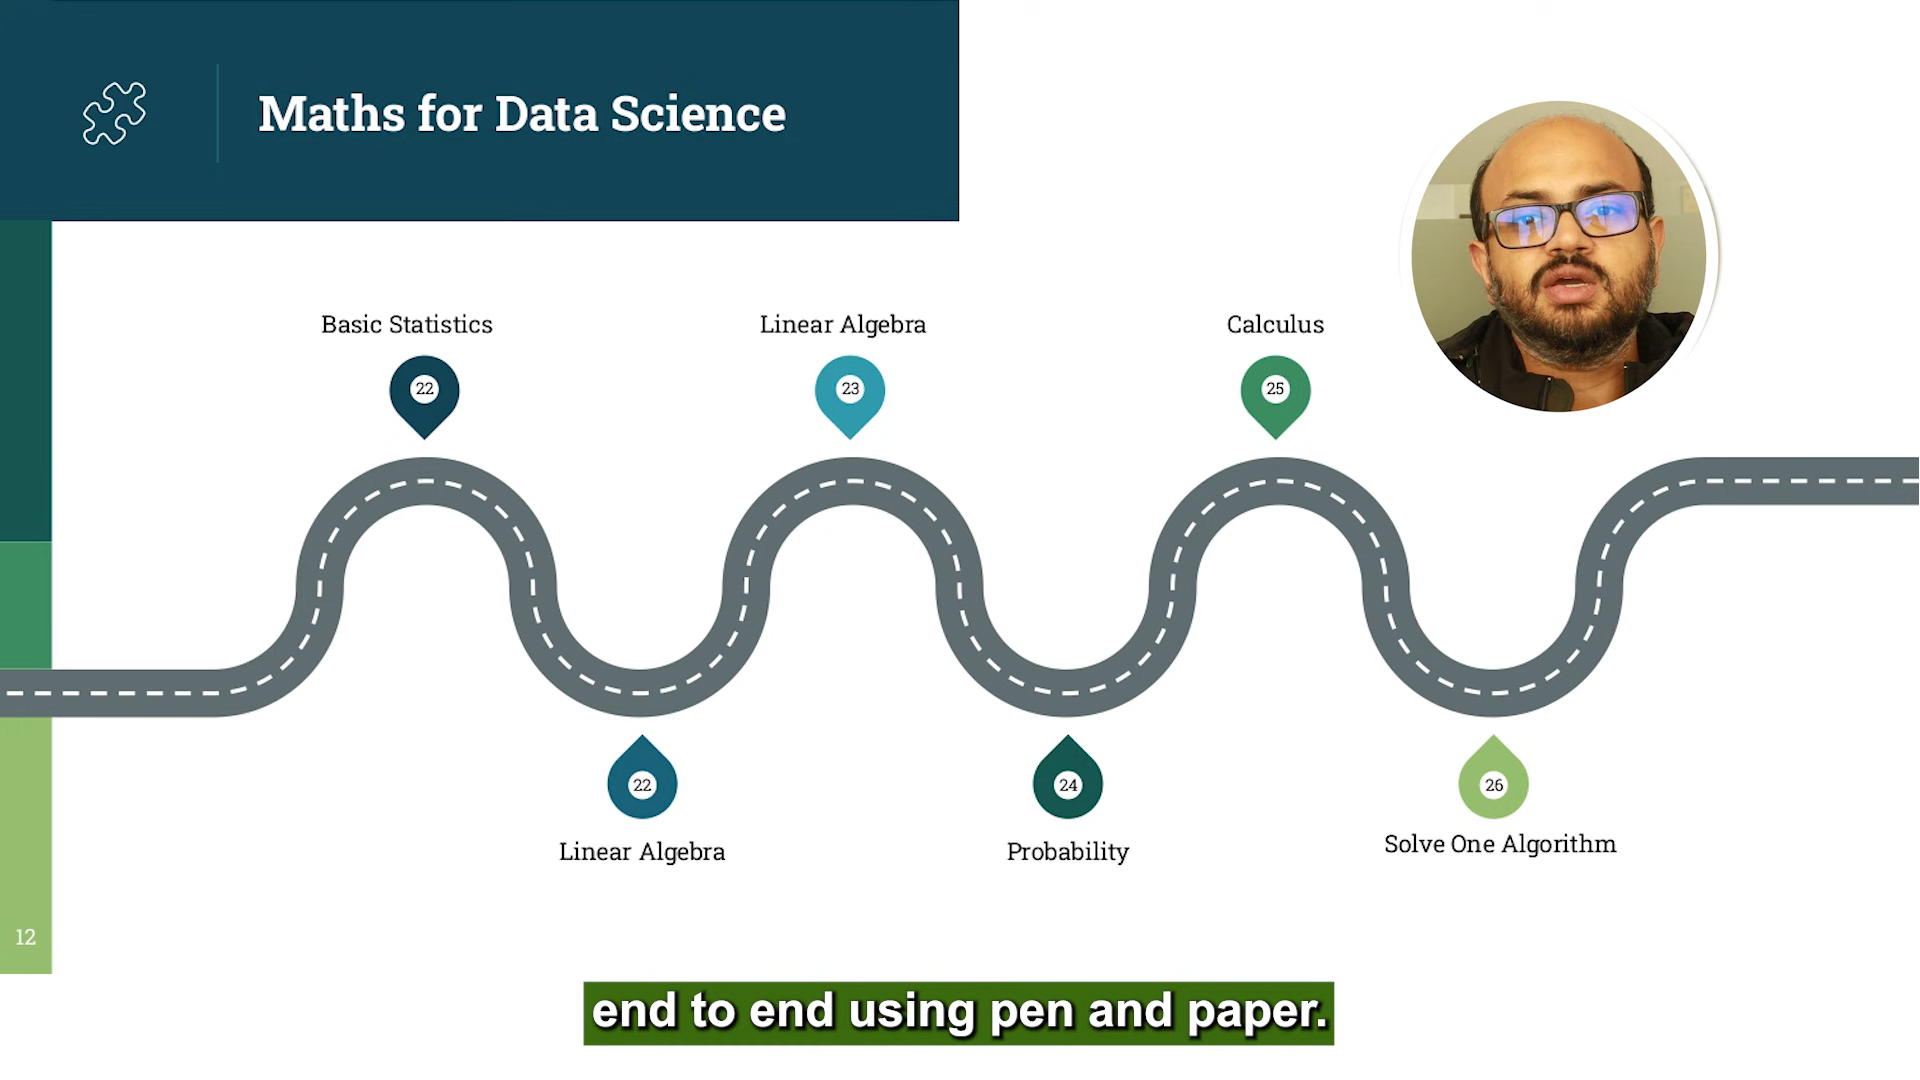 Maths for Data Science
Basic Statistics
Linear Algebra
Calculus
22
23
25
22
24
26
Linear Algebra
Probability
Solve One Algorithm
12
end to end using pen and paper.